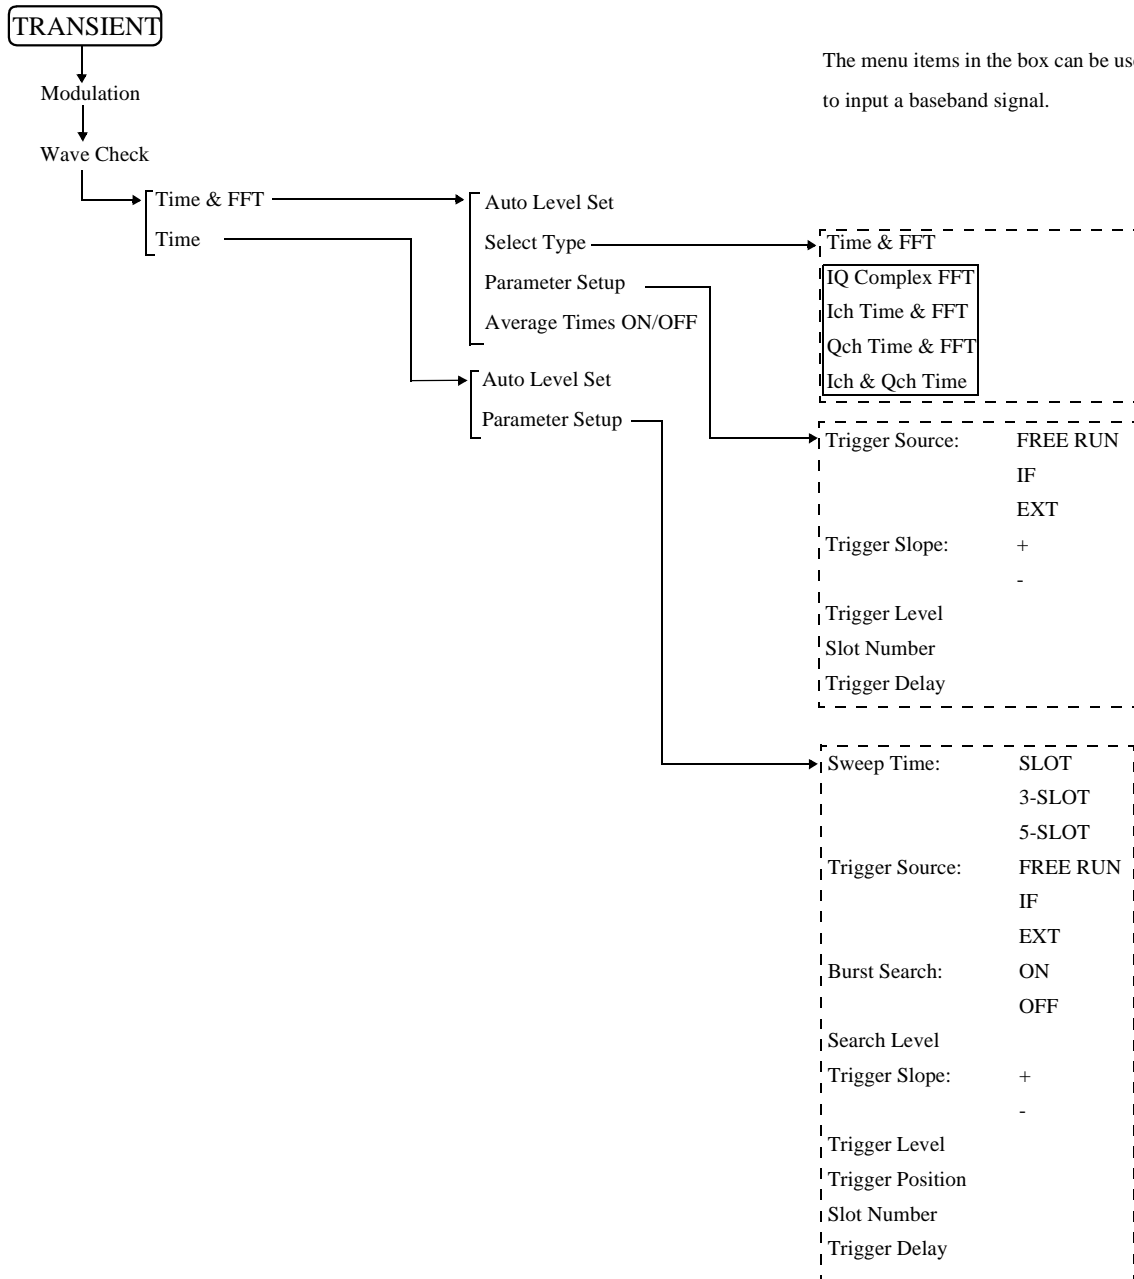 TRANSIENT
The menu items in the box can be
to input a baseband signal.
Modulation
Wave Check
Time & FFT
Time
Auto Level Set
Select Type
Parameter Setup
Average Times ON/OFF
Auto Level Set
Parameter Setup
Time & FFT
IQ Complex FFT
Ich Time & FFT
Qch Time & FFT
Ich & Qch Time
Trigger Source: FREE RUN
IF
EXT
Trigger Slope: +
-
Trigger Level
Slot Number
Trigger Delay
Sweep Time: SLOT
3-SLOT
5-SLOT
Trigger Source: FREE RUN
IF
EXT
Burst Search: ON
OFF
Search Level
Trigger Slope: +
-
Trigger Level
Trigger Position
Slot Number
Trigger Delay